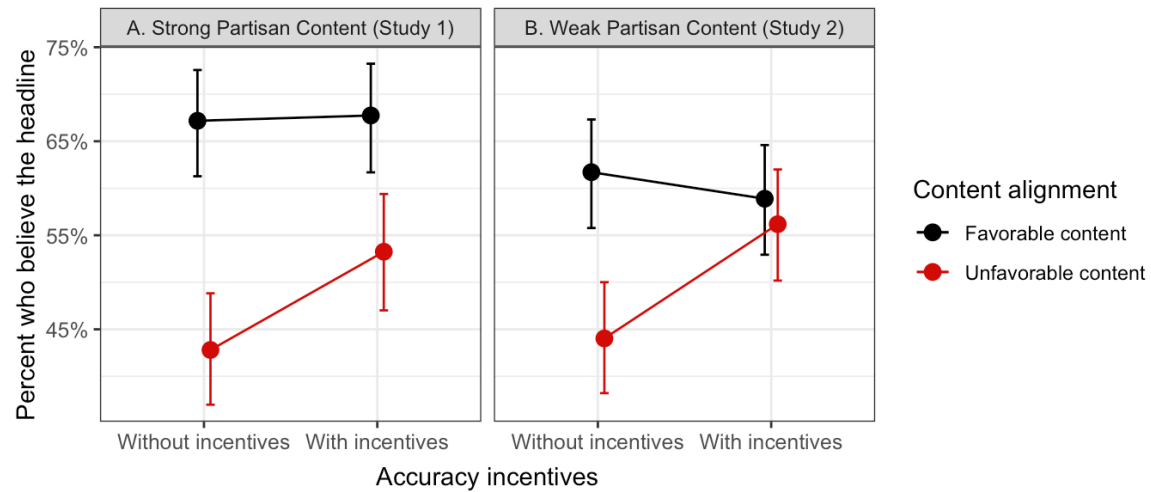 A. Strong Partisan Content (Study 1)
B. Weak Partisan Content (Study 2)
Percent who believe the headline
75%
65%
55%
45%
Without incentives
With incentives
Without incentives
With incentives
Accuracy incentives
Content alignment
Favorable content
Unfavorable content